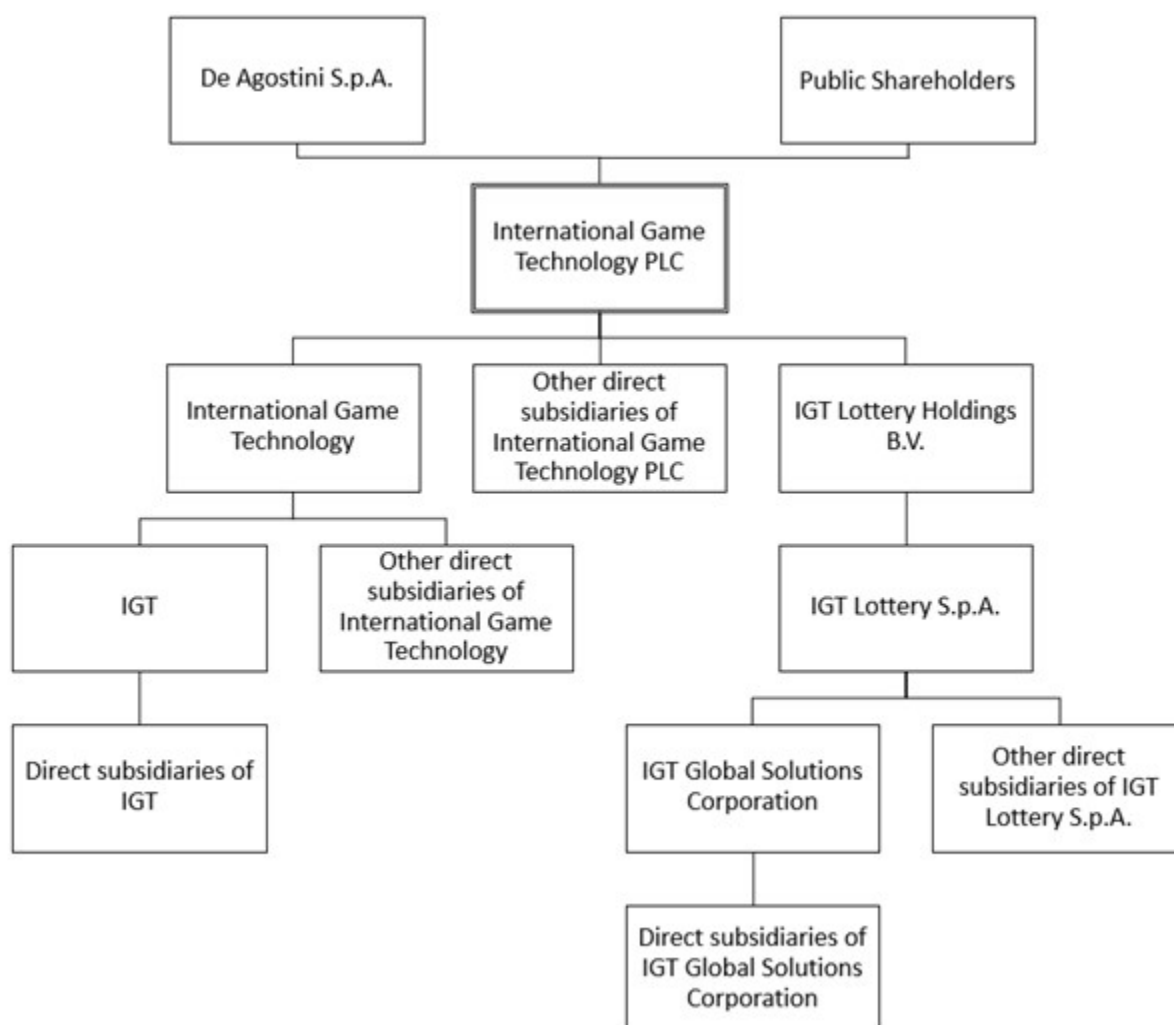 De Agostini S.p.A.
Public Shareholders
International Game
Technology PLC
International Game
Technology
Other direct
subsidiaries of
International Game
Technology PLC
IGT Lottery Holdings
B.V.
IGT
Other direct
subsidiaries of
International Game
Technology
IGT Lottery S.p.A.
Direct subsidiaries of
IGT
IGT Global Solutions
Corporation
Other direct
subsidiaries of IGT
Lottery S.p.A.
Direct subsidiaries of
IGT Global Solutions
Corporation